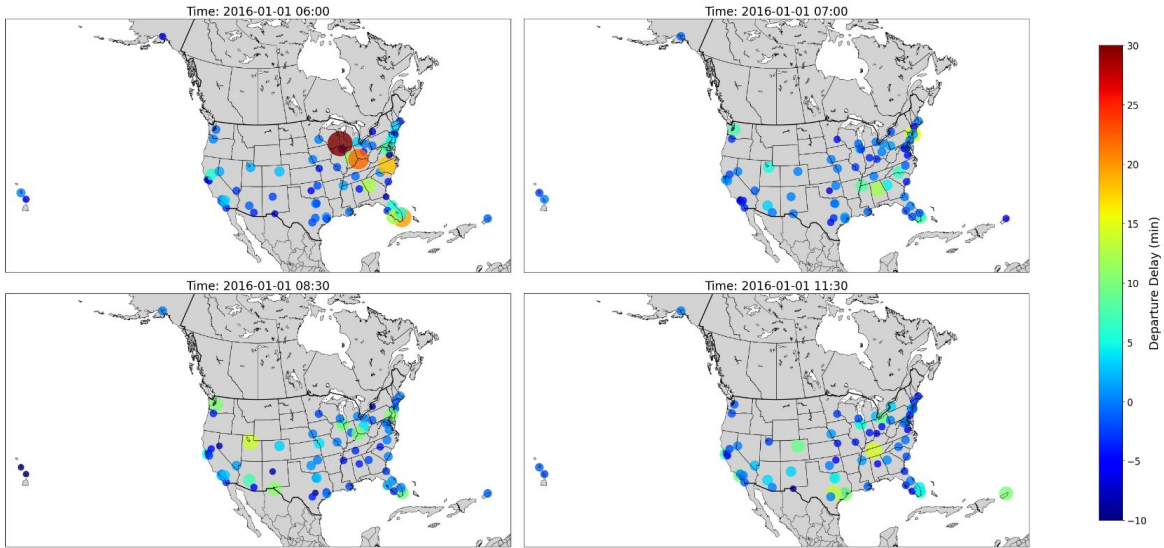 Time: 2016-01-01 06:00
Time: 2016-01-01 07:00
Time: 2016-01-01 08:30
Time: 2016-01-01 11:30
30
25
20
15
10
5
0
−5
−10
Departure Delay (min)